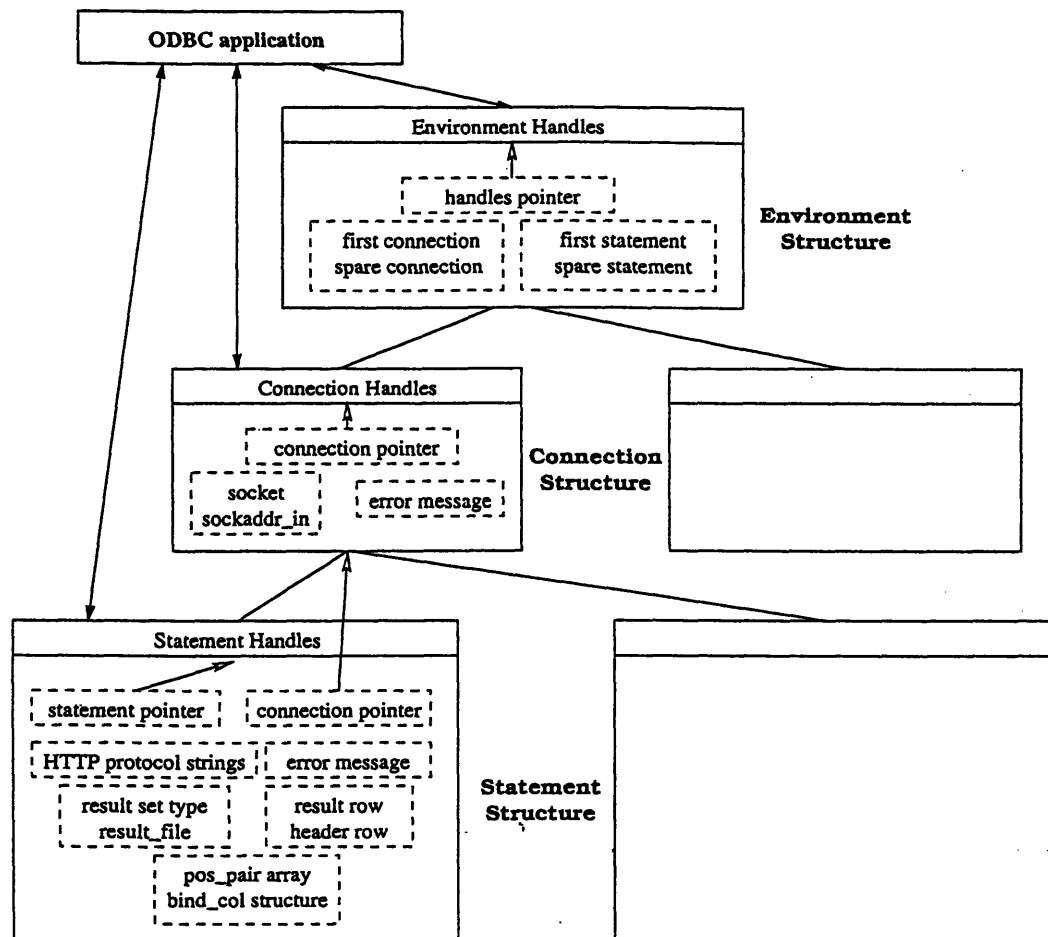 ODBC application
Environment Handles
handles pointer
first connection
spare connection
first statement
spare statement
Environment
Structure
Connection Handles
connection pointer
socket
sockaddr_in
error message
Connection
Structure
Statement Handles
statement pointer
connection pointer
HTTP protocol strings
error message
result set type
result_file
result row
header row
pos_pair array
bind_col structure
Statement
Structure